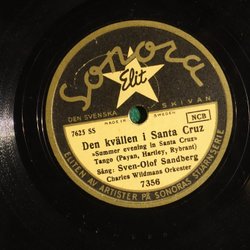 Sonora
Elit
DEN SVENSKA SKIVAN
MADE IN SWEDEN
7625 SS
NCB
Den kvällen i Santa Cruz
»Sommer evening in Santa Cruz»
Tango (Payan, Hartley, Rybrant)
Sång: Sven-Olof Sandberg
Charles Wildmans Orkester
7356
ELITEN AV ARTISTER PÅ SONORAS STJÄRNSERIE